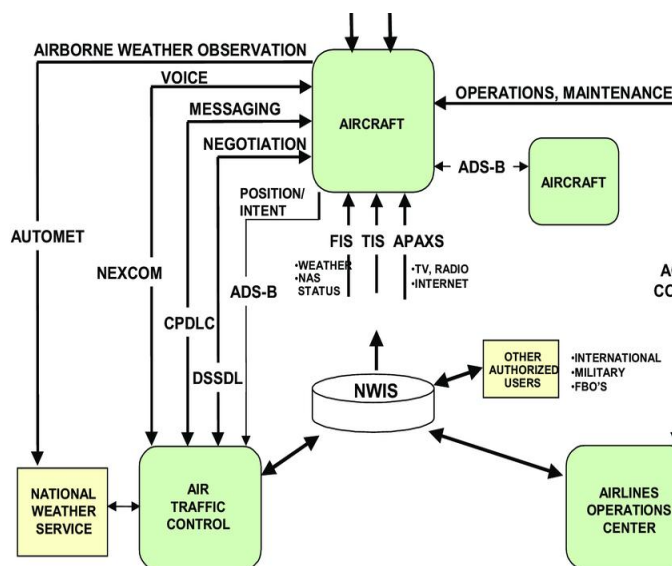 AIRBORNE WEATHER OBSERVATION
VOICE
MESSAGING
NEGOTIATION
POSITION/
INTENT
AIRCRAFT
OPERATIONS, MAINTENANCE
ADS-B
AIRCRAFT
AUTOMET
NEXCOM
ADS-B
CPDLC
DSSDL
FIS TIS APAXS
•WEATHER
•NAS
STATUS
•TV, RADIO
•INTERNET
NWIS
OTHER
AUTHORIZED
USERS
•INTERNATIONAL
•MILITARY
•FBO'S
NATIONAL
WEATHER
SERVICE
AIR
TRAFFIC
CONTROL
AIRLINES
OPERATIONS
CENTER